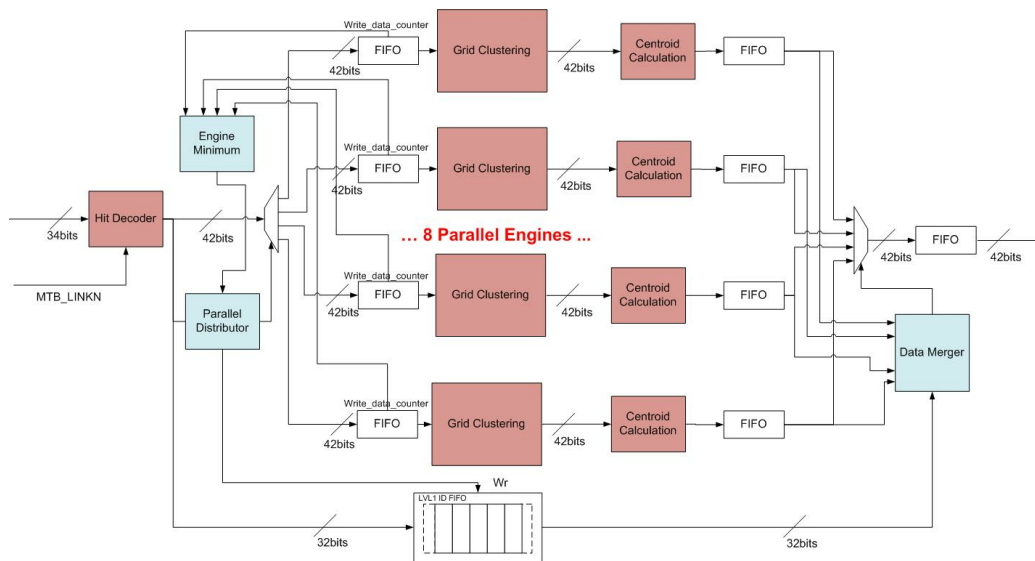 Write_data_counter
FIFO
42bits
Grid Clustering
42bits
Centroid
Calculation
FIFO
Engine
Minimum
Write_data_counter
FIFO
42bits
Grid Clustering
42bits
Centroid
Calculation
FIFO
34bits
Hit Decoder
42bits
MTB_LINKN
... 8 Parallel Engines ...
42bits
FIFO
42bits
Parallel
Distributor
Write_data_counter
FIFO
42bits
Grid Clustering
42bits
Centroid
Calculation
FIFO
Data Merger
Write_data_counter
FIFO
42bits
Grid Clustering
42bits
Centroid
Calculation
FIFO
Wr
LVL1 ID FIFO
32bits
32bits